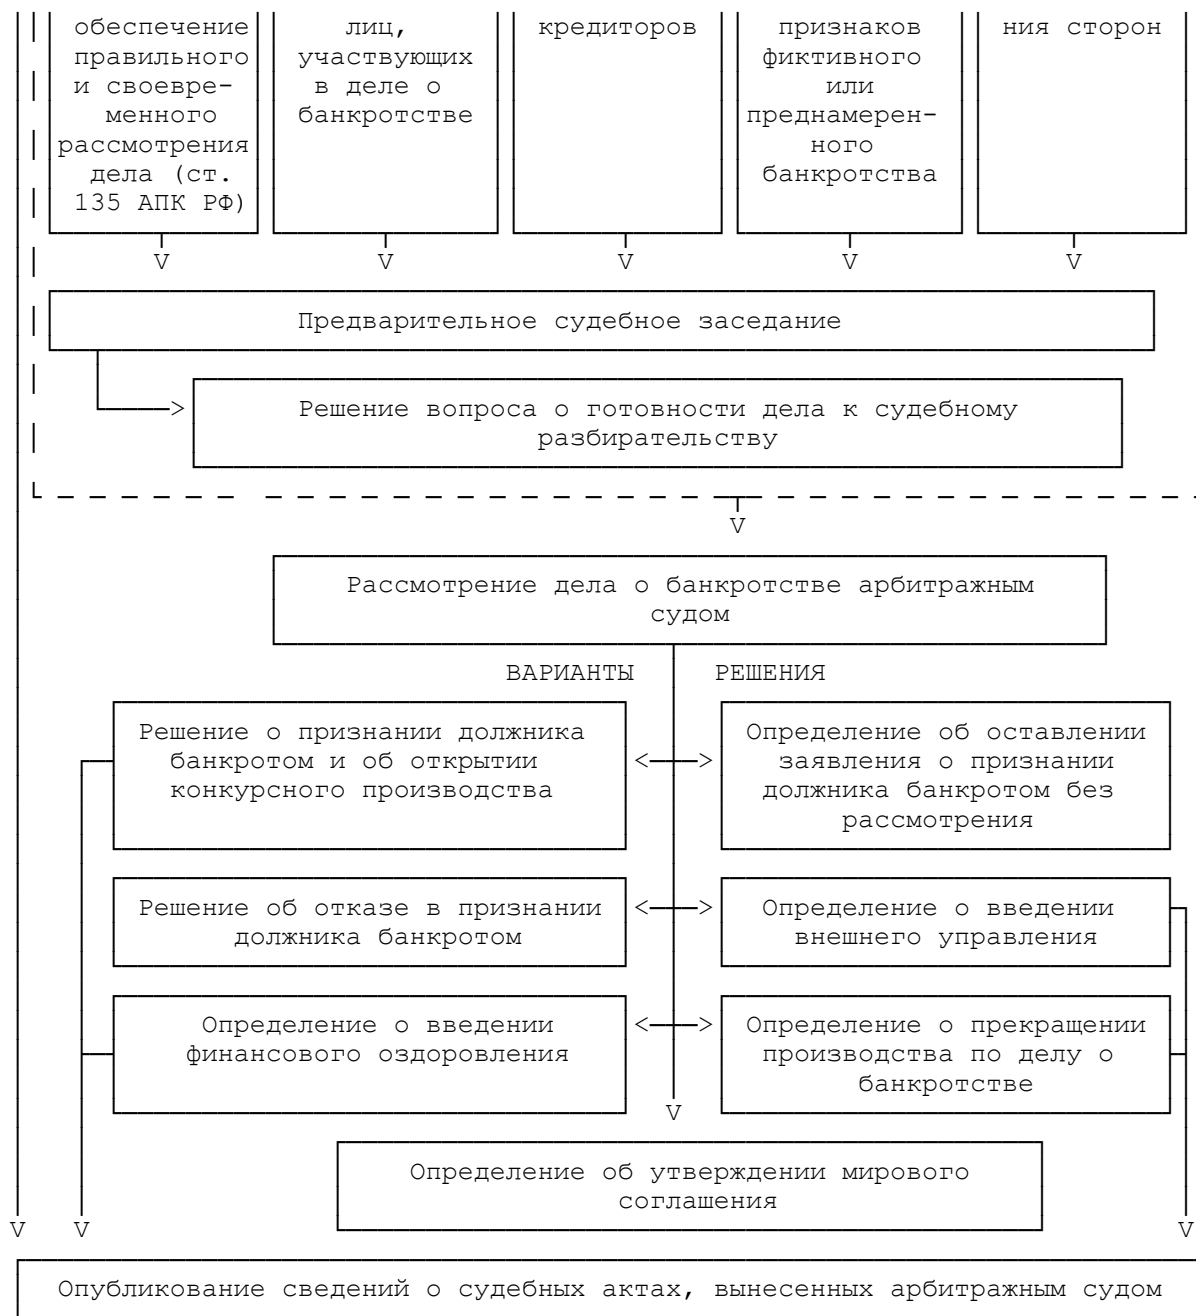 обеспечение
правильного
и своевре-
менного
рассмотрения
дела (ст.
135 АПК РФ)
лиц,
участвующих
в деле о
банкротстве
кредиторов
признаков
фиктивного
или
преднамерен-
ного
банкротства
ния сторон
V V V V V
Предварительное судебное заседание
Решение вопроса о готовности дела к судебному
разбирательству
V
Рассмотрение дела о банкротстве арбитражным
судом
ВАРИАНТЫ РЕШЕНИЯ
Решение о признании должника
банкротом и об открытии
конкурсного производства
Определение об оставлении
заявления о признании
должника банкротом без
рассмотрения
Решение об отказе в признании
должника банкротом
Определение о введении
внешнего управления
Определение о введении
финансового оздоровления
Определение о прекращении
производства по делу о
банкротстве
V
Определение об утверждении мирового
соглашения
V V V
Опубликование сведений о судебных актах, вынесенных арбитражным судом